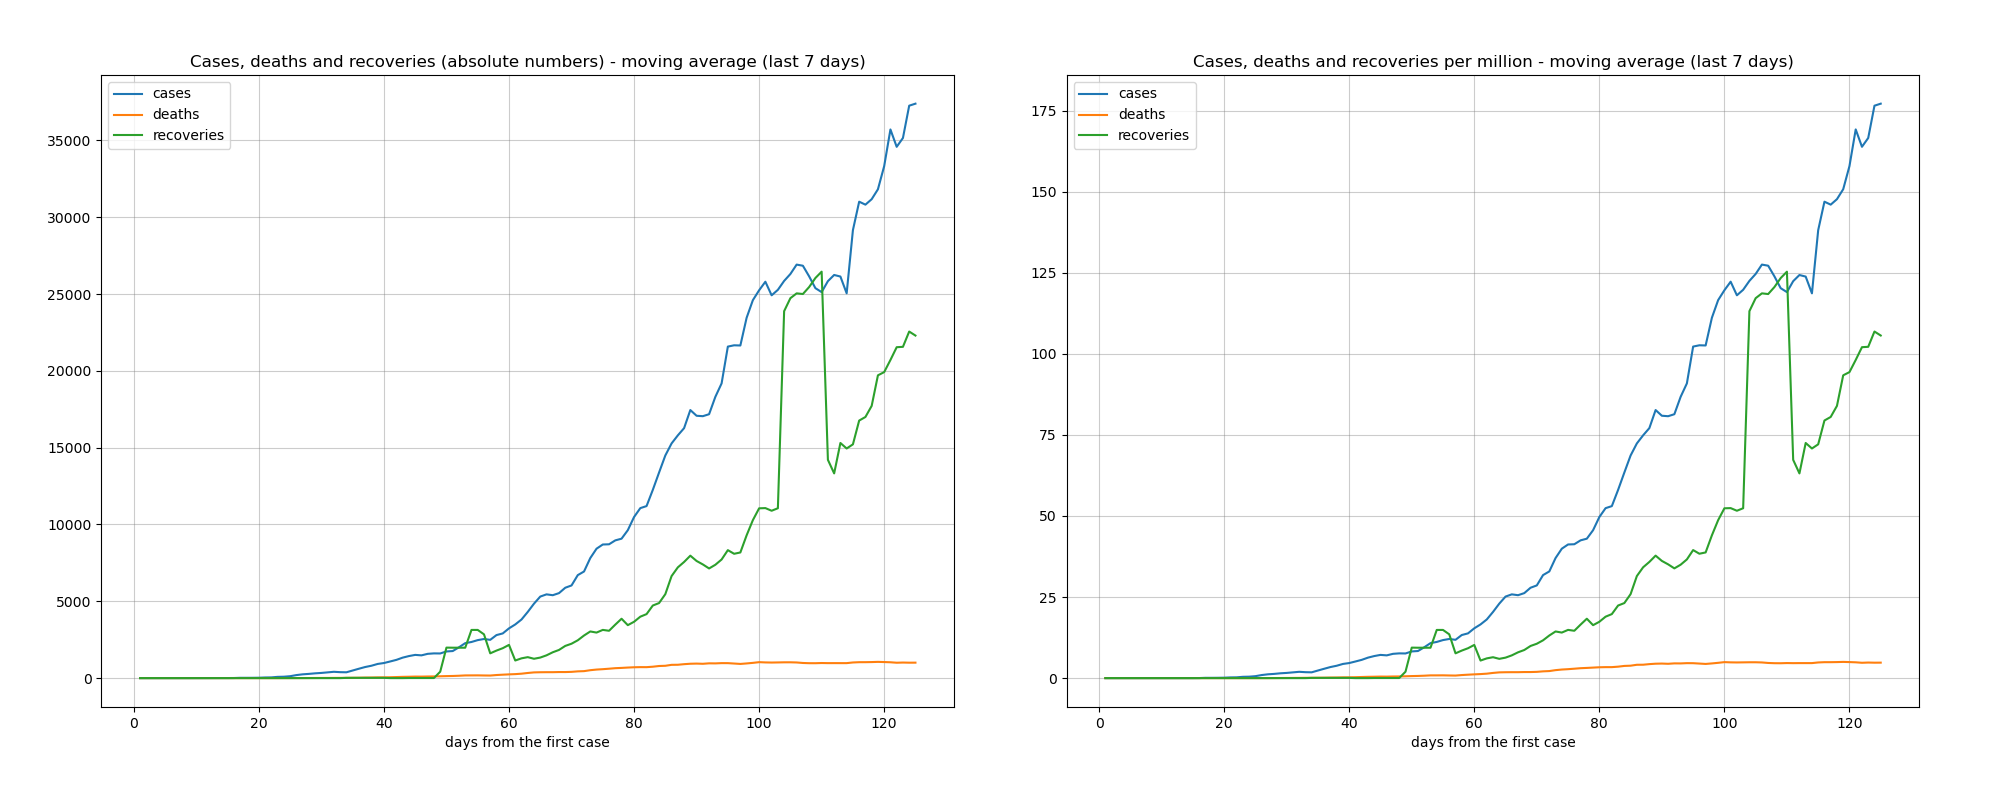 Cases, deaths and recoveries (absolute numbers) - moving average (last 7 days)
cases
deaths
recoveries
35000
30000
25000
20000
15000
10000
5000
0
0 20 40 60 80 100 120
days from the first case
Cases, deaths and recoveries per million - moving average (last 7 days)
cases
deaths
recoveries
175
150
125
100
75
50
25
0
0 20 40 60 80 100 120
days from the first case